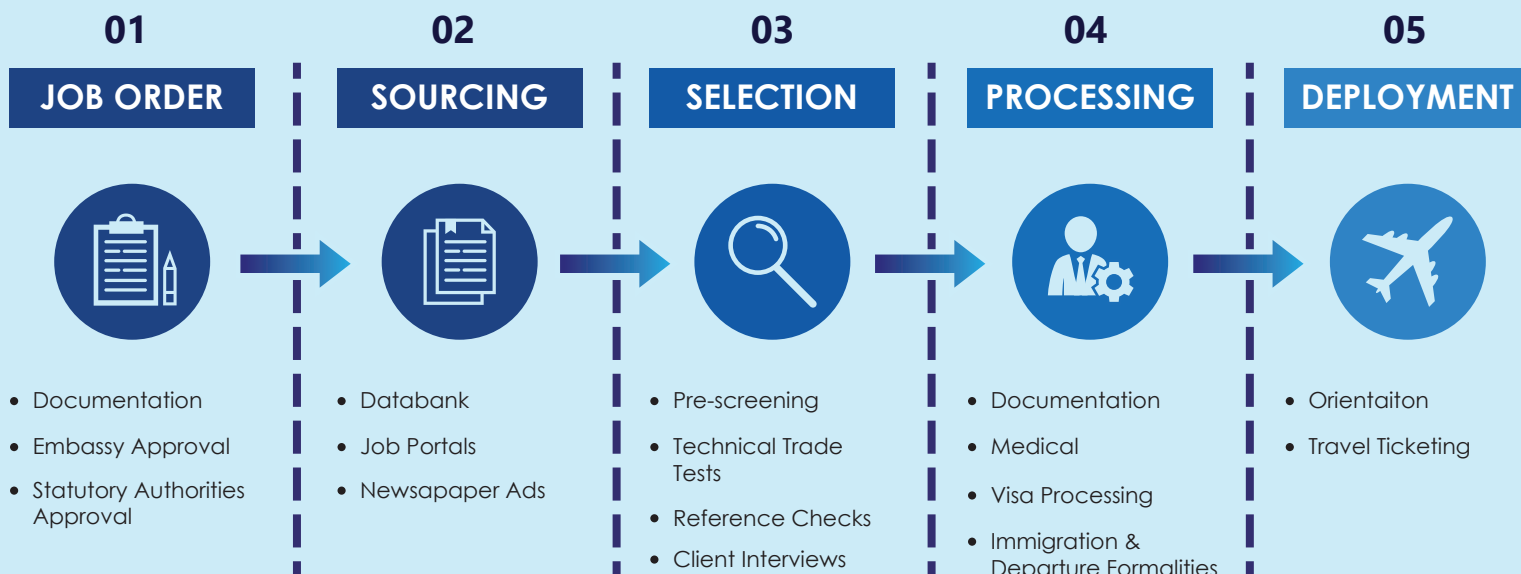 01
JOB ORDER
• Documentation
• Embassy Approval
• Statutory Authorities
Approval
02
SOURCING
• Databank
• Job Portals
• Newsapaper Ads
03
SELECTION
• Pre-screening
• Technical Trade
Tests
• Reference Checks
• Client Interviews
04
PROCESSING
• Documentation
• Medical
• Visa Processing
• Immigration &
Departure Formalities
05
DEPLOYMENT
• Orientaiton
• Travel Ticketing